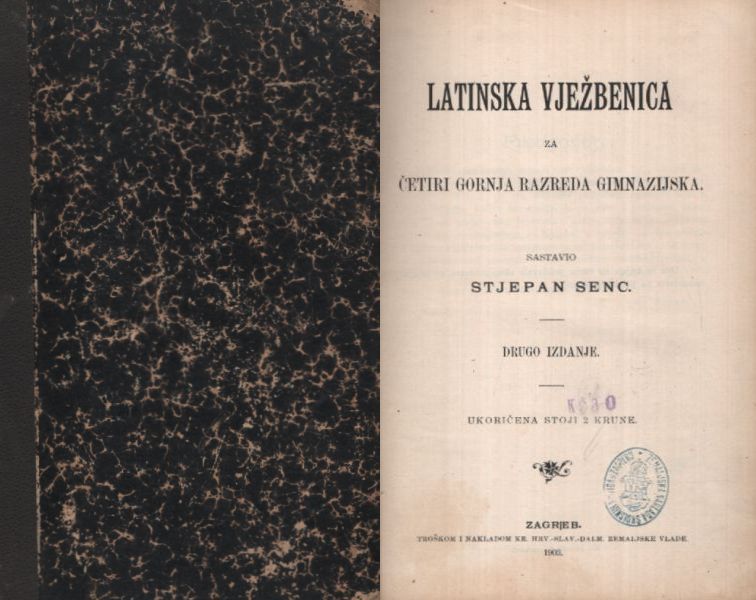 LATINSKA VJEŽBENICA
ZA
ČETIRI GORNJA RAZREDA GIMNAZIJSKA.
SASTAVIO
STJEPAN SENC.
DRUGO IZDANJE.
UKORIČENA STOJI 2 KRUNE.
ZAGREB.
TROŠKOM I NAKLADOM KR. HRV.-SLAV.-DALM. ZEMALJSKE VLADE.
1903.